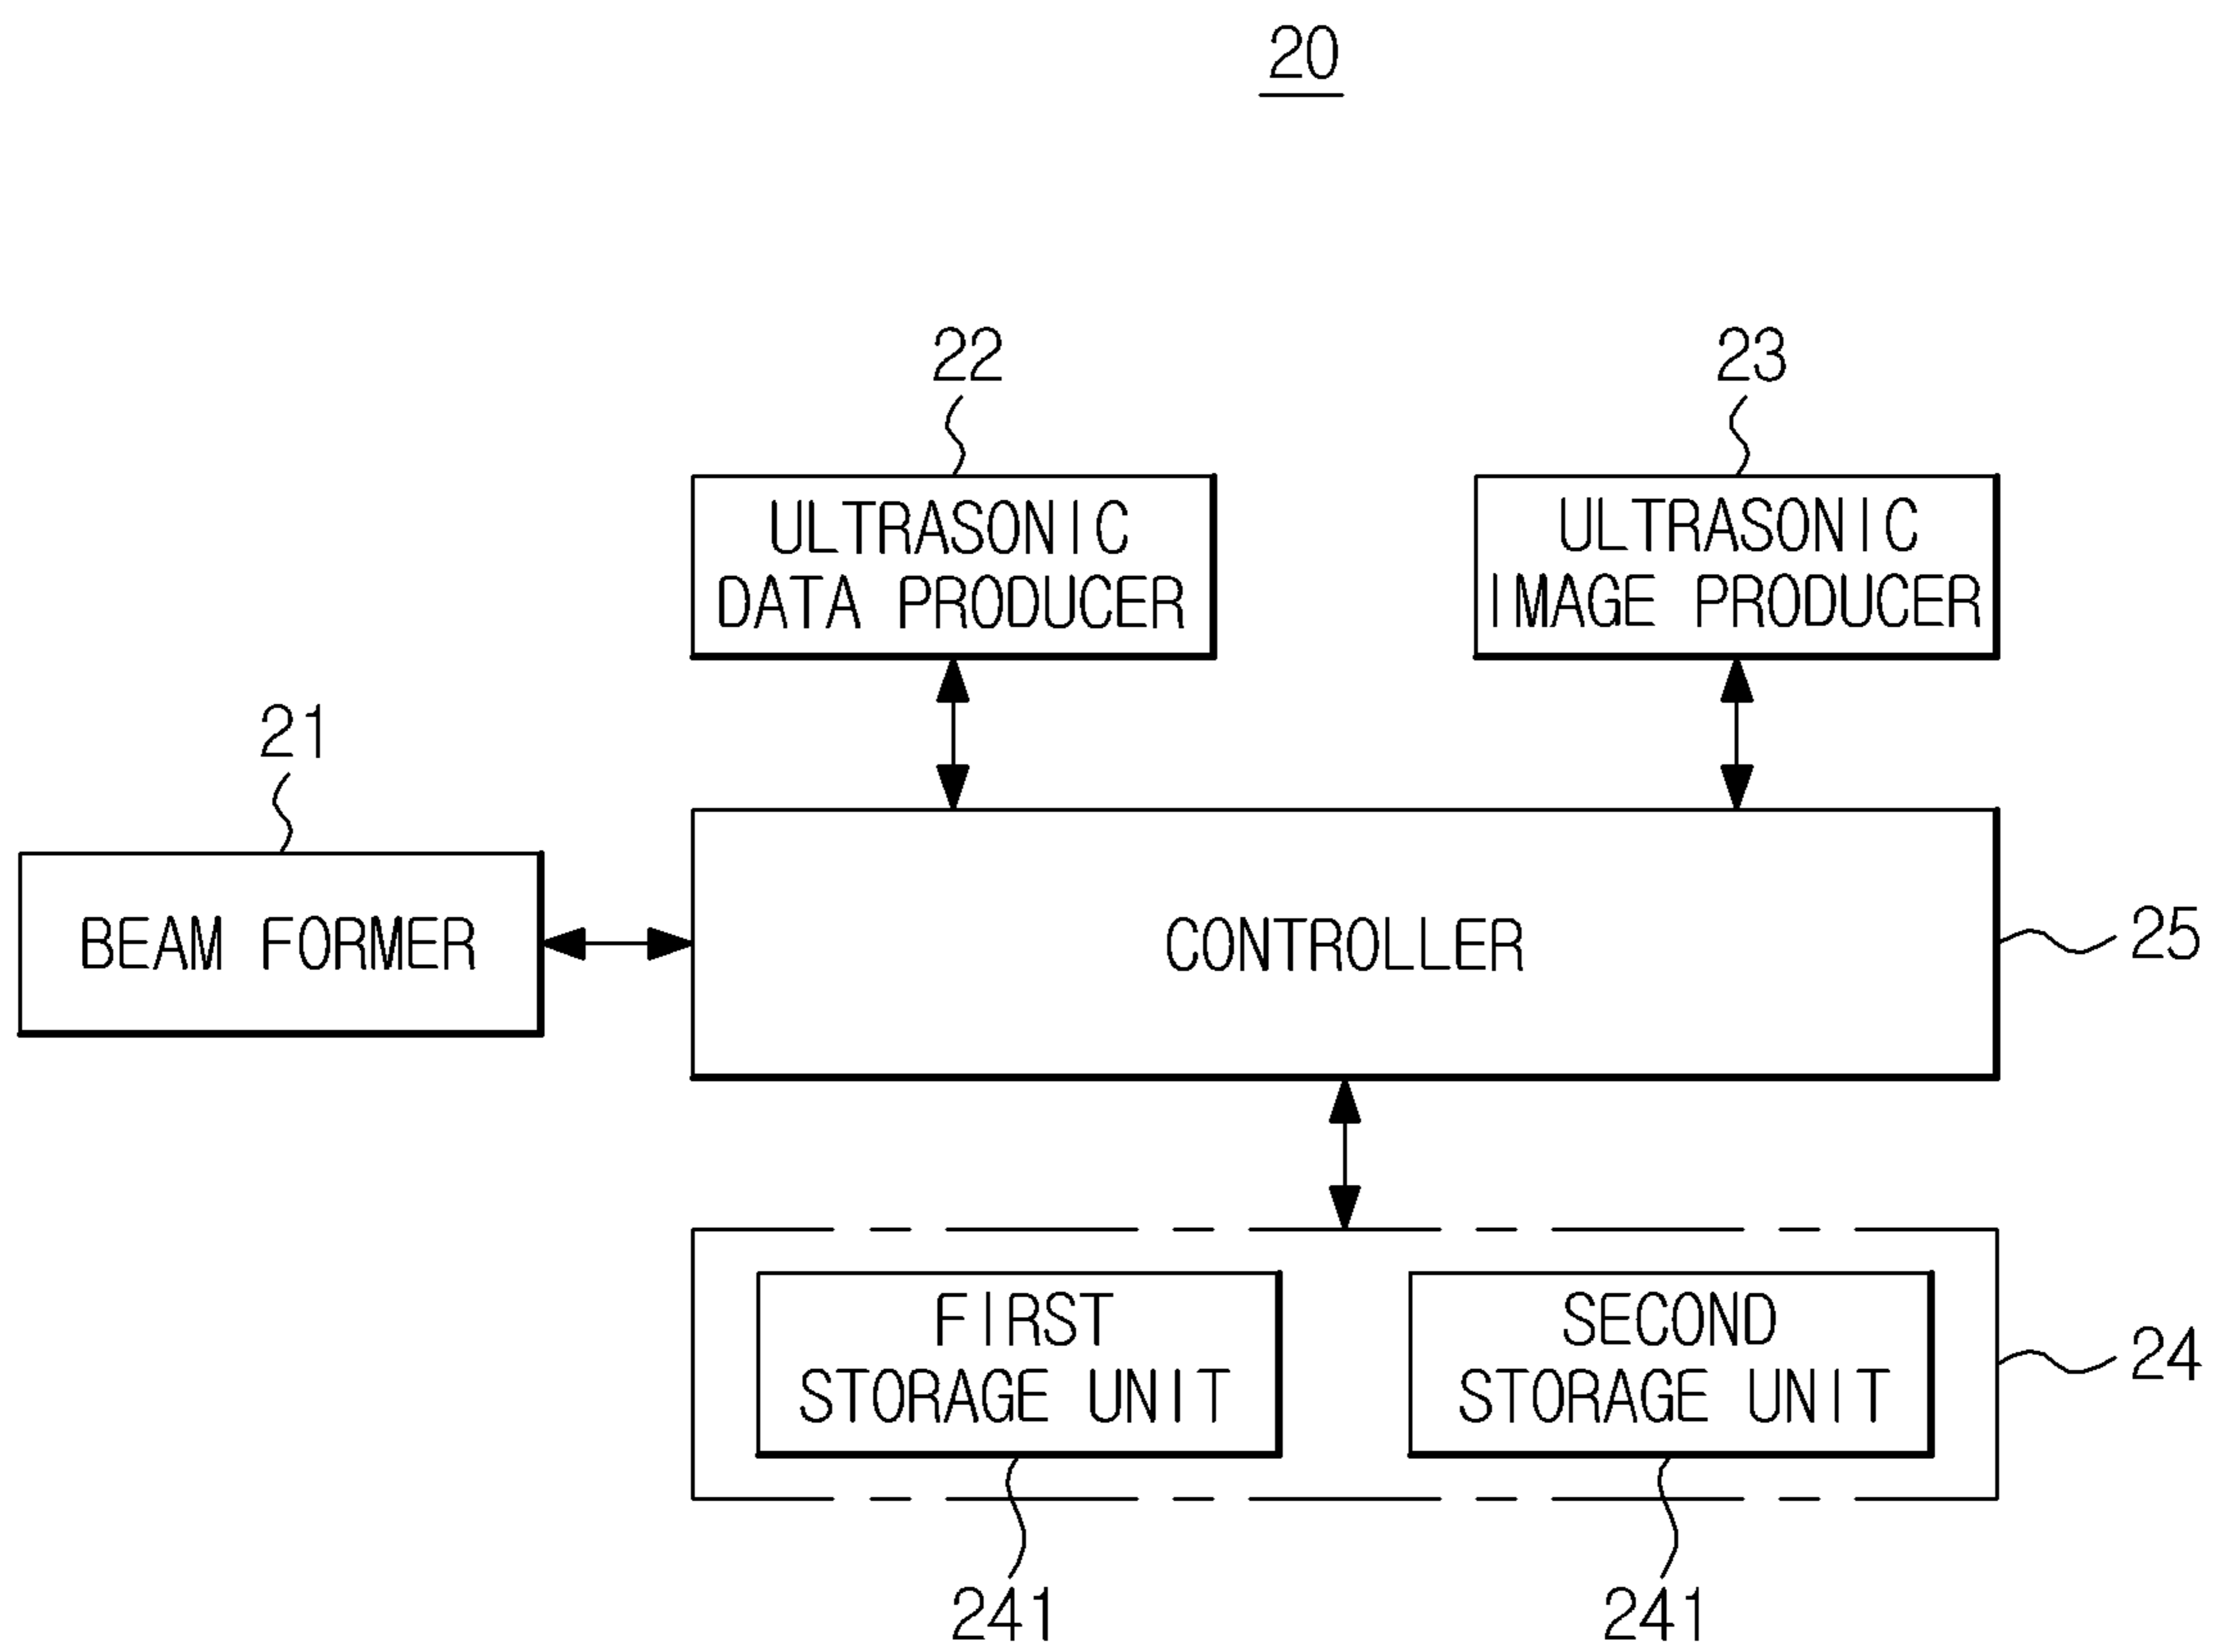 20
22
23
ULTRASONIC
DATA PRODUCER
ULTRASONIC
IMAGE PRODUCER
21
BEAM FORMER
CONTROLLER
25
FIRST
STORAGE UNIT
SECOND
STORAGE UNIT
24
241
241